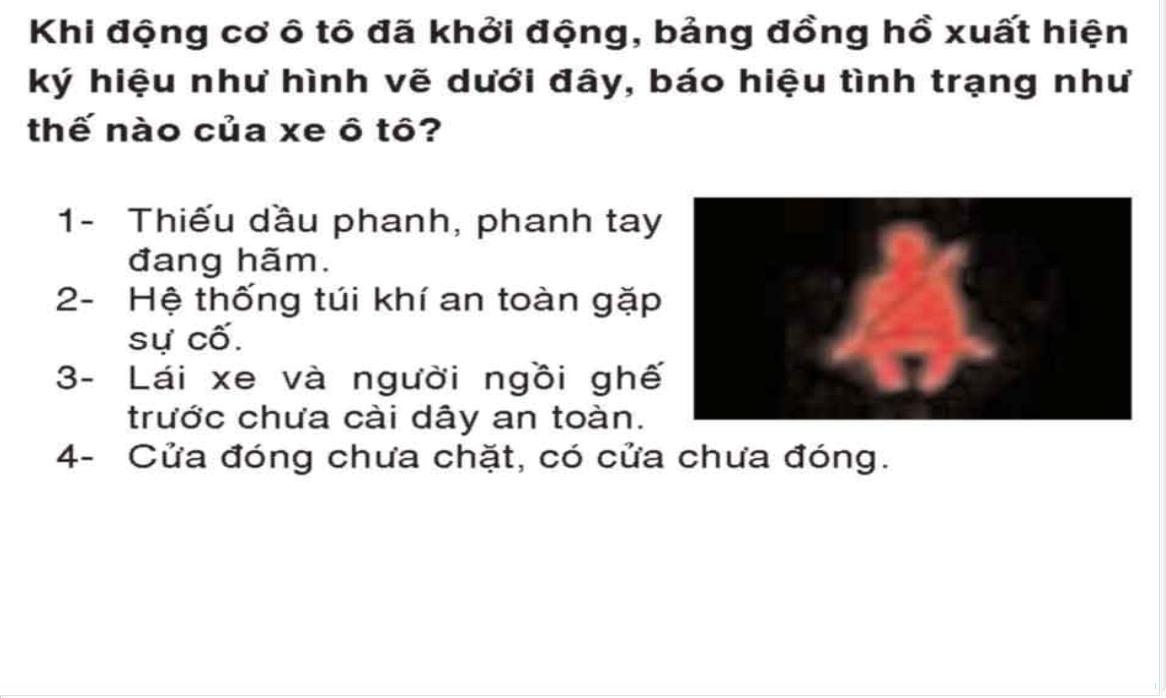 Khi động cơ ô tô đã khởi động, bảng đồng hồ xuất hiện
ký hiệu như hình vẽ dưới đây, báo hiệu tình trạng như
thế nào của xe ô tô?
1- Thiếu dầu phanh, phanh tay
đang hãm.
2- Hệ thống túi khí an toàn gặp
sự cố.
3- Lái xe và người ngồi ghế
trước chưa cài dây an toàn.
4- Cửa đóng chưa chặt, có cửa chưa đóng.